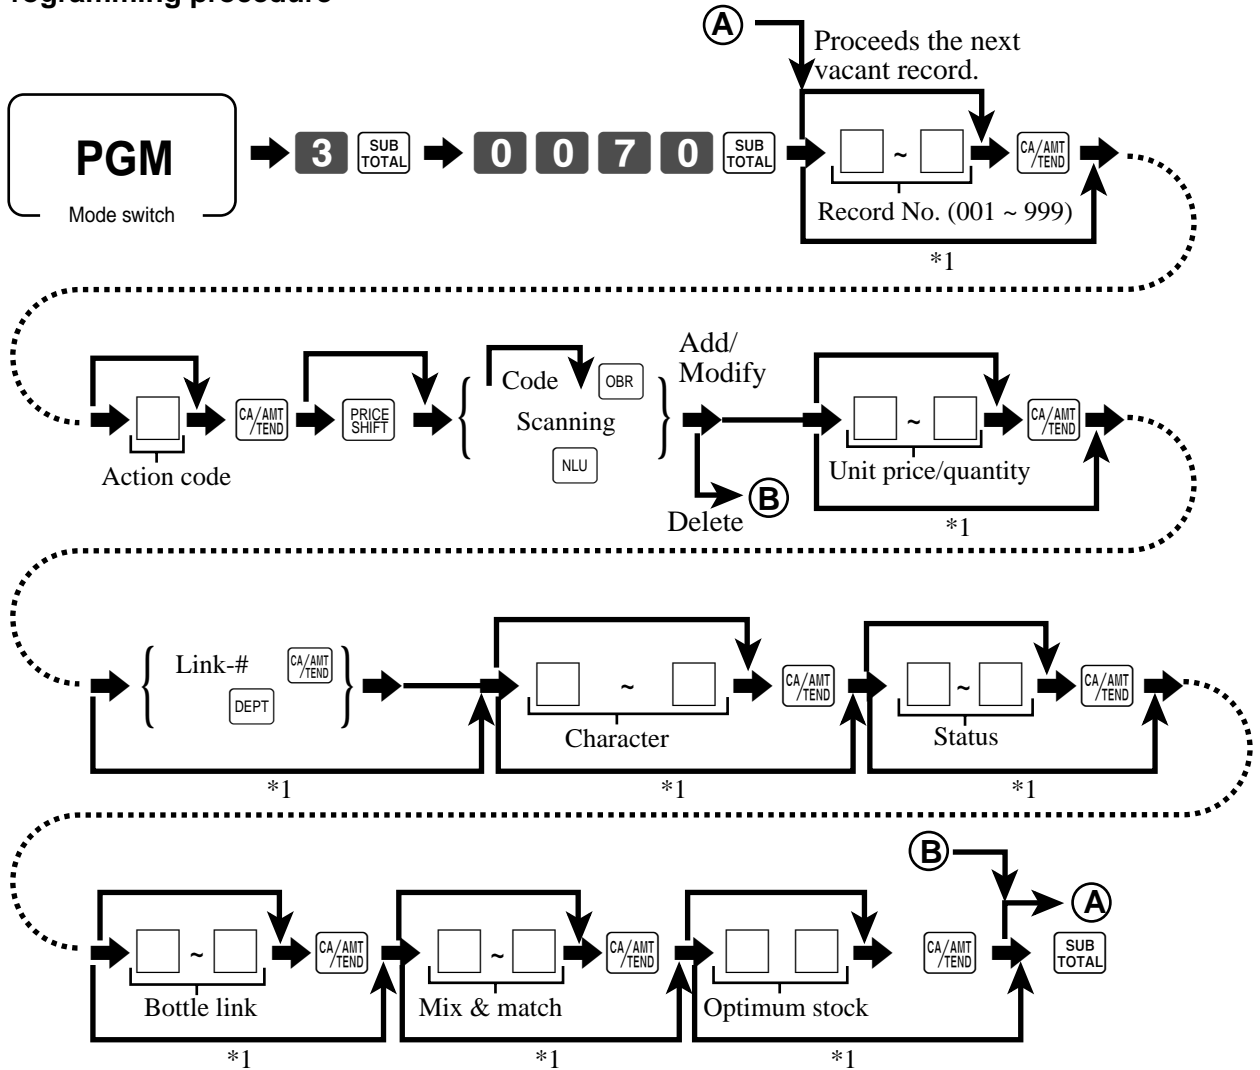 rogramming procedure
A
Proceeds the next
vacant record.
PGM
Mode switch
3 SUB TOTAL 0 0 7 0 SUB TOTAL ~ CA/AMT /TEND
Record No. (001 ~ 999)
*1
Add/
Modify
Code OBR
PRICE SHIFT
CA/AMT /TEND
Scanning
NLU
~ CA/AMT /TEND
Action code
Unit price/quantity
Delete B
*1
Link-# CA/AMT /TEND
DEPT
~ CA/AMT /TEND ~ CA/AMT /TEND
Character
Status
*1 *1 *1
B
A
~ CA/AMT /TEND ~ CA/AMT /TEND CA/AMT /TEND SUB TOTAL
Bottle link Mix & match Optimum stock
*1 *1 *1